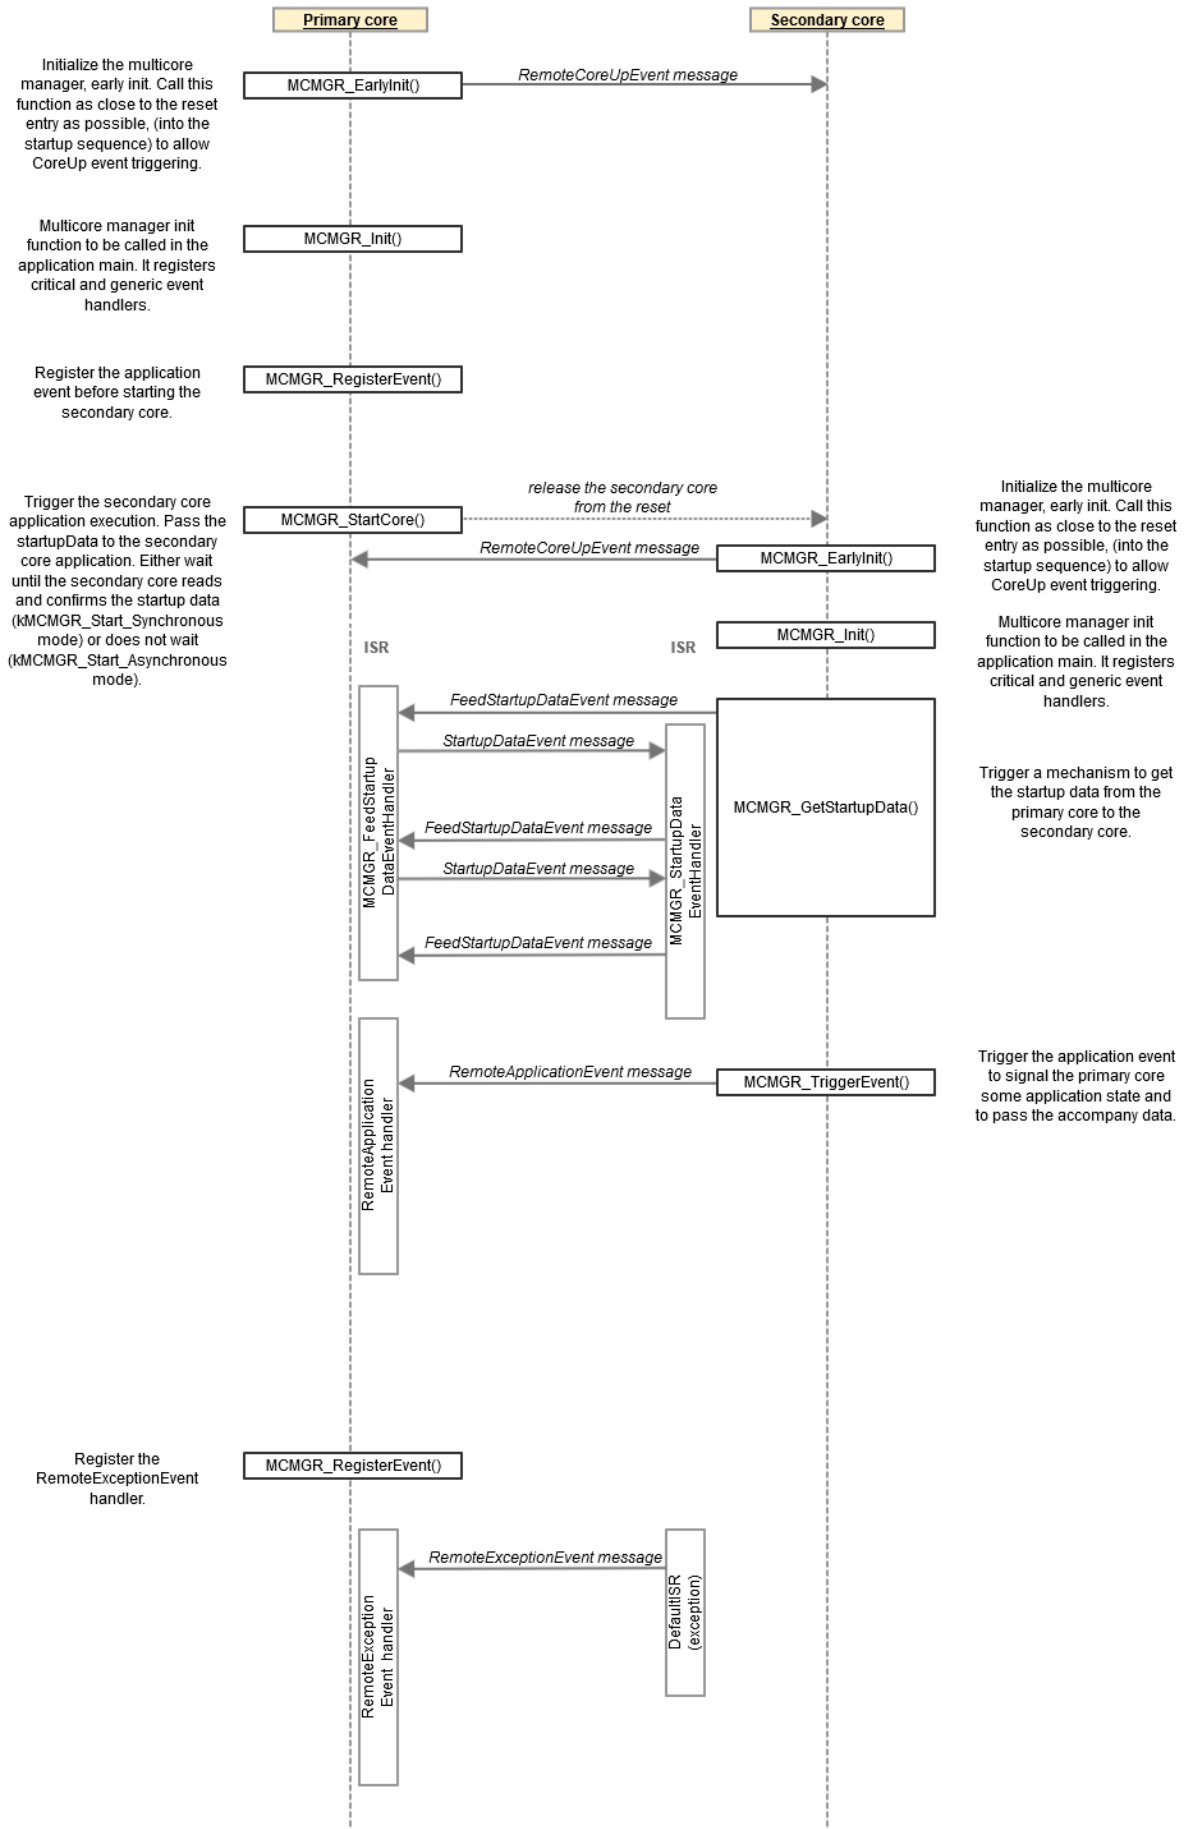 Primary core
Secondary core
Initialize the multicore
manager, early init. Call this
function as close to the reset
entry as possible, (into the
startup sequence) to allow
CoreUp event triggering.
MCMGR_EarlyInit()
RemoteCoreUpEvent message
Multicore manager init
function to be called in the
application main. It registers
critical and generic event
handlers.
MCMGR_Init()
Register the application
event before starting the
secondary core.
MCMGR_RegisterEvent()
Trigger the secondary core
application execution. Pass the
startupData to the secondary
core application. Either wait
until the secondary core reads
and confirms the startup data
(kMCMGR_Start_Synchronous
mode) or does not wait
(kMCMGR_Start_Asynchronous
mode).
MCMGR_StartCore()
release the secondary core
from the reset
RemoteCoreUpEvent message
MCMGR_EarlyInit()
Initialize the multicore
manager, early init. Call this
function as close to the reset
entry as possible, (into the
startup sequence) to allow
CoreUp event triggering.
MCMGR_Init()
Multicore manager init
function to be called in the
application main. It registers
critical and generic event
handlers.
ISR
ISR
FeedStartupDataEvent message
StartupDataEvent message
FeedStartupDataEvent message
StartupDataEvent message
FeedStartupDataEvent message
MCMGR_FeedStartup
DataEventHandler
MCMGR_StartupData
EventHandler
MCMGR_GetStartupData()
Trigger a mechanism to get
the startup data from the
primary core to the
secondary core.
RemoteApplication
Event handler
RemoteApplicationEvent message
MCMGR_TriggerEvent()
Trigger the application event
to signal the primary core
some application state and
to pass the accompany data.
Register the
RemoteExceptionEvent
handler.
MCMGR_RegisterEvent()
RemoteExceptionEvent message
RemoteException
Event handler
DefaultISR
(exception)